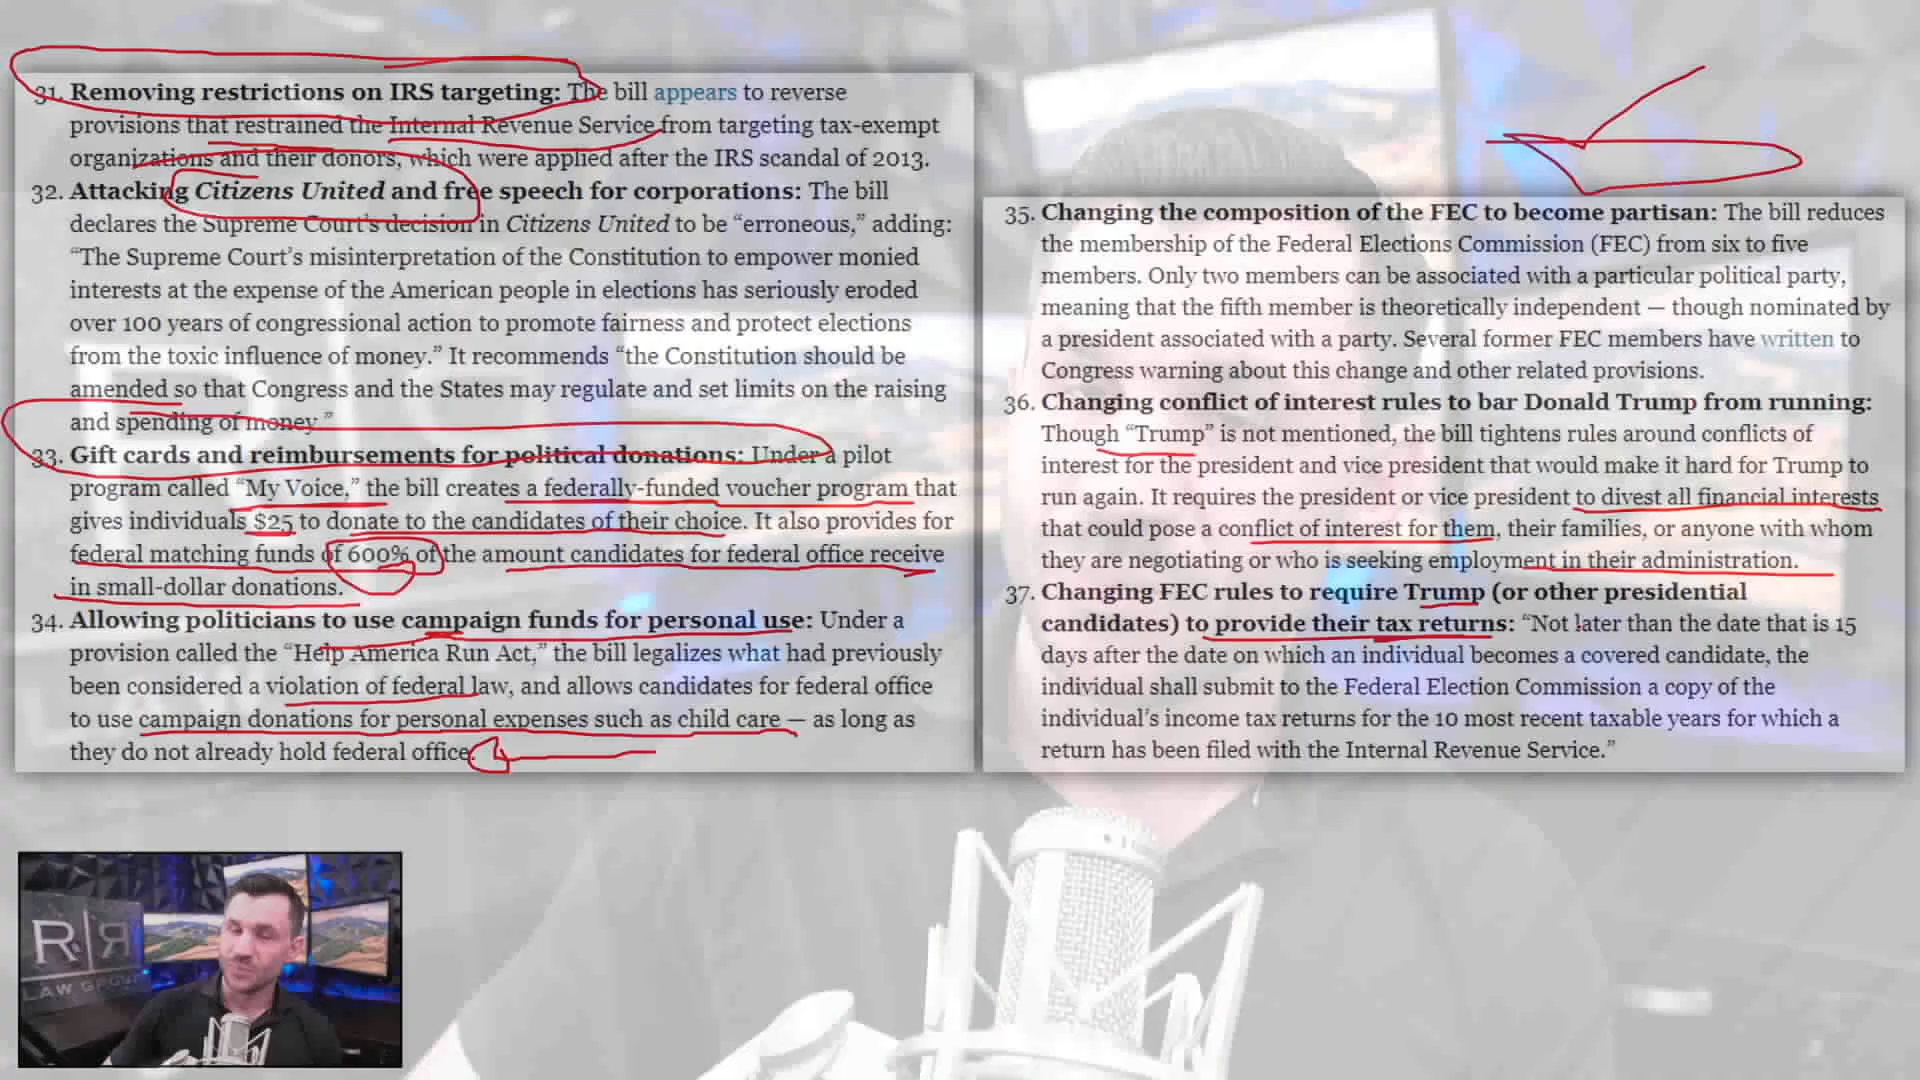 31. Removing restrictions on IRS targeting: The bill appears to reverse
provisions that restrained the Internal Revenue Service from targeting tax-exempt
organizations and their donors, which were applied after the IRS scandal of 2013.
32. Attacking Citizens United and free speech for corporations: The bill
declares the Supreme Court’s decision in Citizens United to be “erroneous,” adding:
“The Supreme Court’s misinterpretation of the Constitution to empower monied
interests at the expense of the American people in elections has seriously eroded
over 100 years of congressional action to promote fairness and protect elections
from the toxic influence of money.” It recommends “the Constitution should be
amended so that Congress and the States may regulate and set limits on the raising
and spending of money.”
33. Gift cards and reimbursements for political donations: Under a pilot
program called “My Voice,” the bill creates a federally-funded voucher program that
gives individuals $25 to donate to the candidates of their choice. It also provides for
federal matching funds of 600% of the amount candidates for federal office receive
in small-dollar donations.
34. Allowing politicians to use campaign funds for personal use: Under a
provision called the “Help America Run Act,” the bill legalizes what had previously
been considered a violation of federal law, and allows candidates for federal office
to use campaign donations for personal expenses such as child care — as long as
they do not already hold federal office.
35. Changing the composition of the FEC to become partisan: The bill reduces
the membership of the Federal Elections Commission (FEC) from six to five
members. Only two members can be associated with a particular political party,
meaning that the fifth member is theoretically independent — though nominated by
a president associated with a party. Several former FEC members have written to
Congress warning about this change and other related provisions.
36. Changing conflict of interest rules to bar Donald Trump from running:
Though “Trump” is not mentioned, the bill tightens rules around conflicts of
interest for the president and vice president that would make it hard for Trump to
run again. It requires the president or vice president to divest all financial interests
that could pose a conflict of interest for them, their families, or anyone with whom
they are negotiating or who is seeking employment in their administration.
37. Changing FEC rules to require Trump (or other presidential
candidates) to provide their tax returns: “Not later than the date that is 15
days after the date on which an individual becomes a covered candidate, the
individual shall submit to the Federal Election Commission a copy of the
individual’s income tax returns for the 10 most recent taxable years for which a
return has been filed with the Internal Revenue Service.”
R|R
LAW GROUP